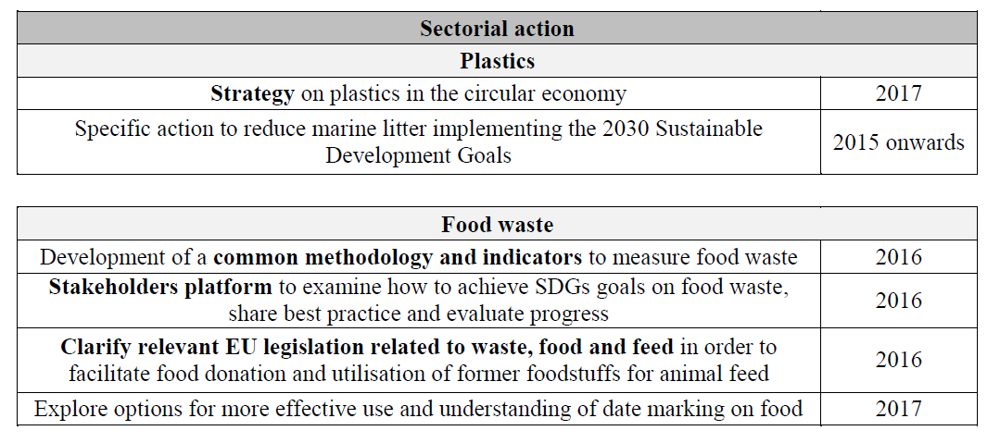 Sectorial action
Plastics
Strategy on plastics in the circular economy
2017
Specific action to reduce marine litter implementing the 2030 Sustainable
Development Goals
2015 onwards
Food waste
Development of a common methodology and indicators to measure food waste
2016
Stakeholders platform to examine how to achieve SDGs goals on food waste,
share best practice and evaluate progress
2016
Clarify relevant EU legislation related to waste, food and feed in order to
facilitate food donation and utilisation of former foodstuffs for animal feed
2016
Explore options for more effective use and understanding of date marking on food
2017